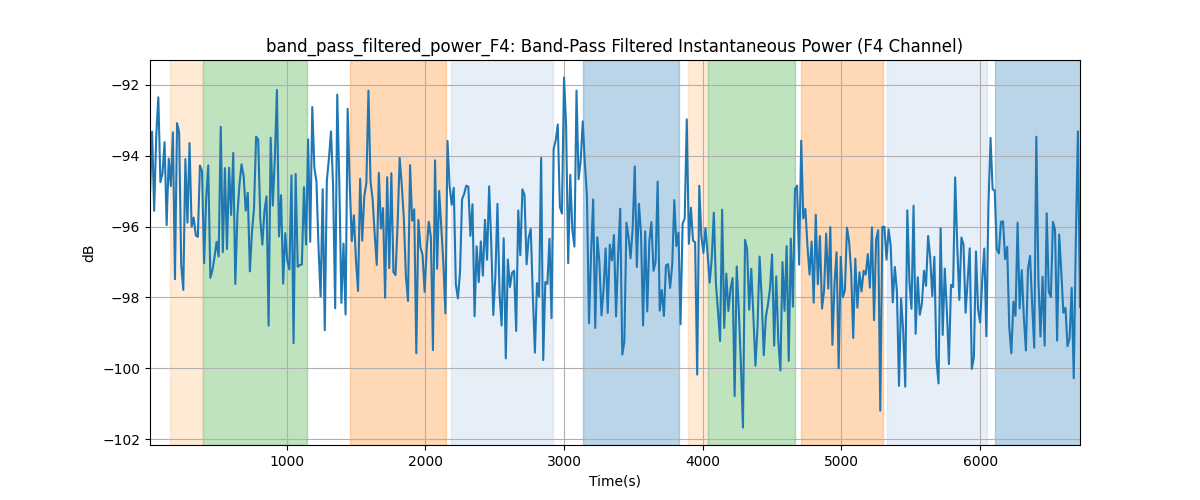 band_pass_filtered_power_F4: Band-Pass Filtered Instantaneous Power (F4 Channel)
−92
−94
−96
−98
−100
−102
dB
1000 2000 3000 4000 5000 6000
Time(s)